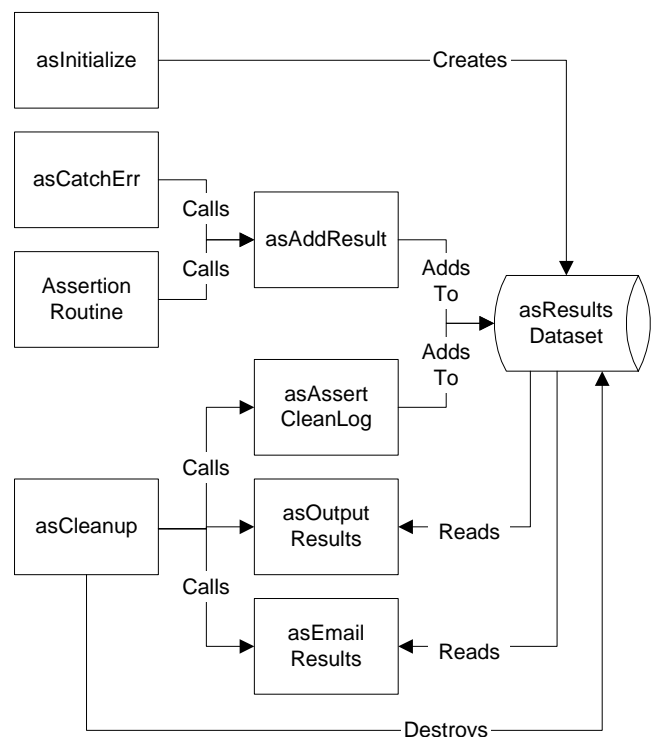 asInitialize
Creates
asCatchErr
Calls
asAddResult
Calls
Assertion
Routine
Adds
To
asResults
Dataset
Adds
To
asAssert
CleanLog
Calls
asCleanup
asOutput
Results
Reads
Calls
asEmail
Results
Reads
Destroys